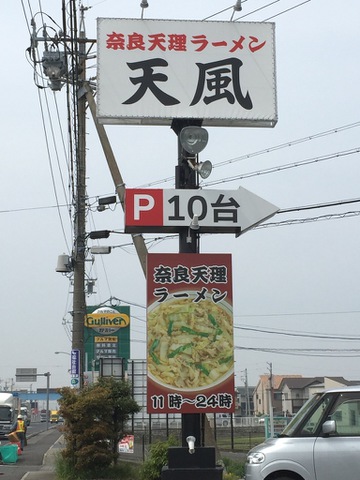 奈良天理ラーメン
天風
P 10台
奈良天理
ラーメン
11時〜24時
Gulliver